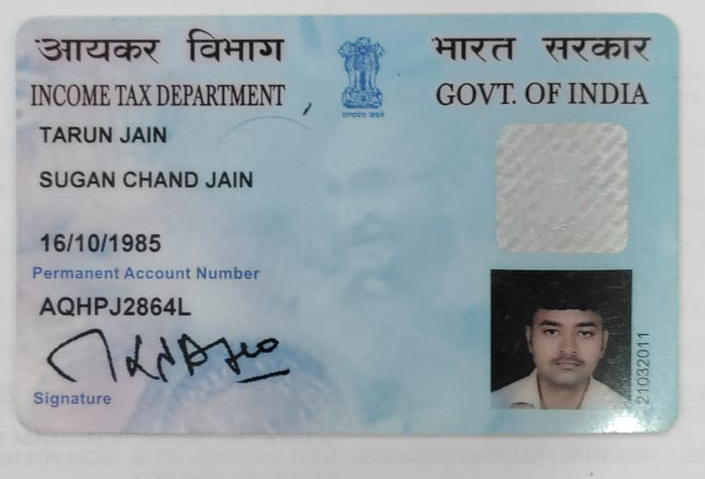 आयकर विभाग
भारत सरकार
INCOME TAX DEPARTMENT
GOVT. OF INDIA
सत्यमेव जयते
TARUN JAIN
SUGAN CHAND JAIN
16/10/1985
Permanent Account Number
AQHPJ2864L
Signature
21032011